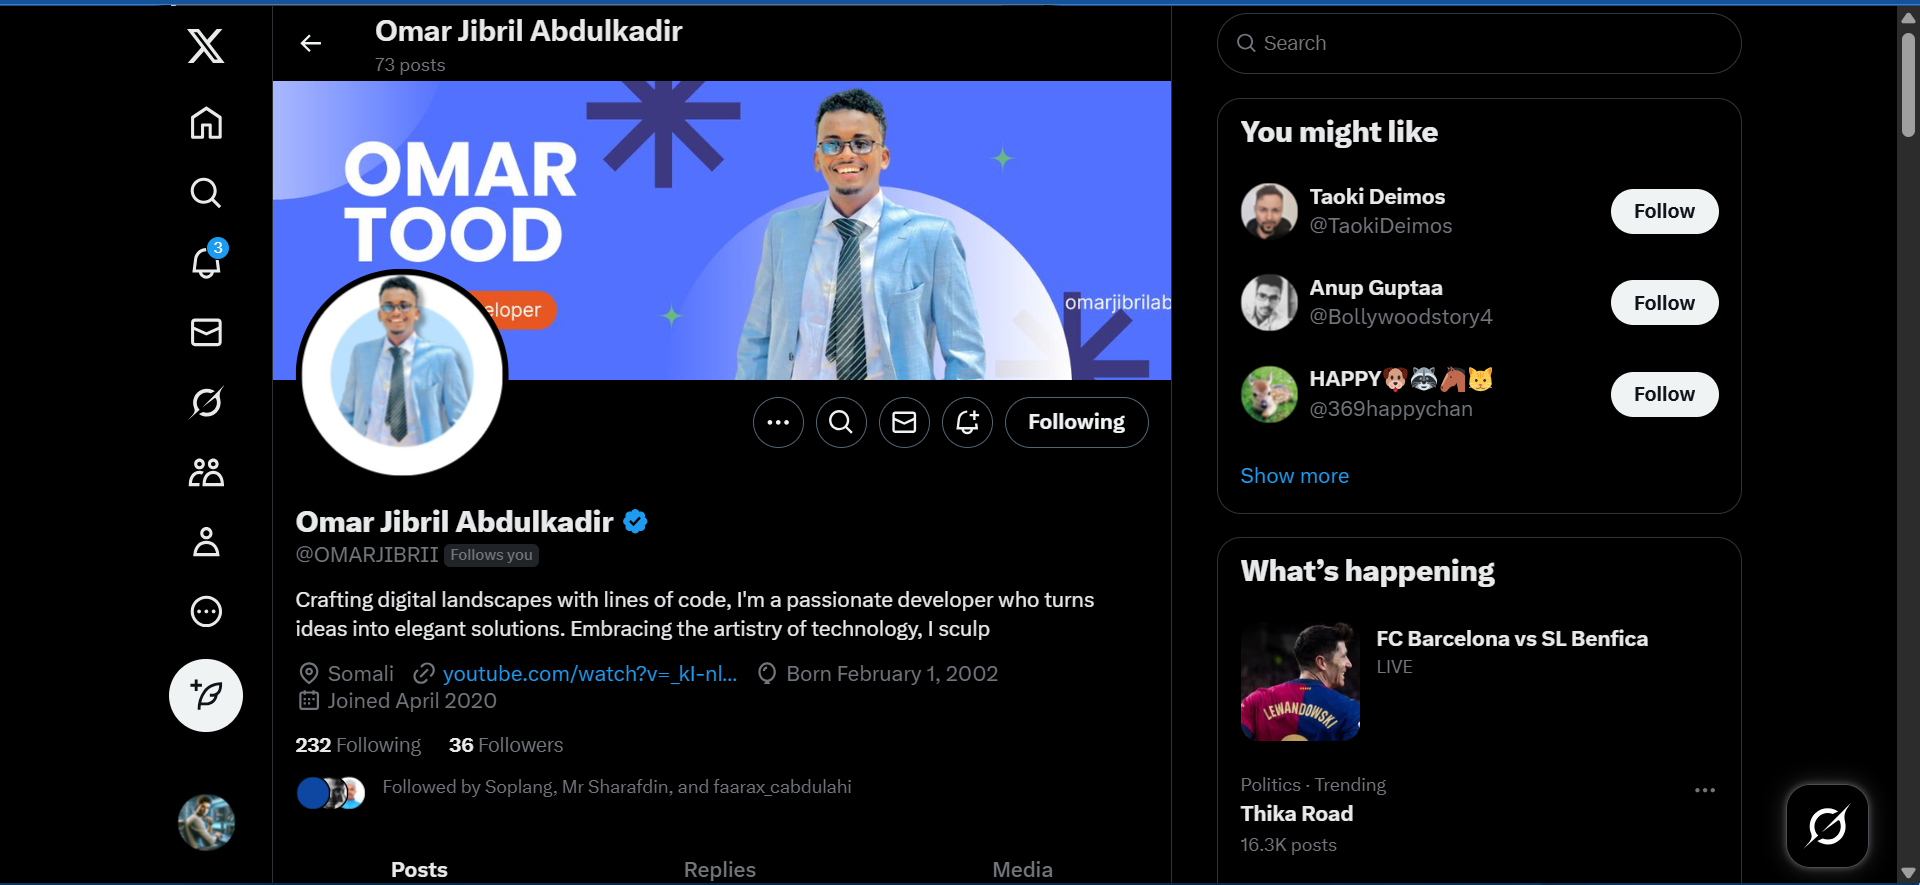 Omar Jibril Abdulkadir
73 posts
OMAR
TOOD
eloper
omarjibrilab
Following
Omar Jibril Abdulkadir
@OMARJIBRII Follows you
Crafting digital landscapes with lines of code, I'm a passionate developer who turns
ideas into elegant solutions. Embracing the artistry of technology, I sculp
Somali youtube.com/watch?v=_kI-nl... Born February 1, 2002
Joined April 2020
232 Following 36 Followers
Followed by Soplang, Mr Sharafdin, and faarax_cabdulahi
Posts Replies Media
3
Search
You might like
Taoki Deimos
@TaokiDeimos
Follow
Anup Guptaa
@Bollywoodstory4
Follow
HAPPY🐶🦝🐴🐱
@369happychan
Follow
Show more
What's happening
FC Barcelona vs SL Benfica
LIVE
LEWANDOWSKI
Politics · Trending
Thika Road
16.3K posts